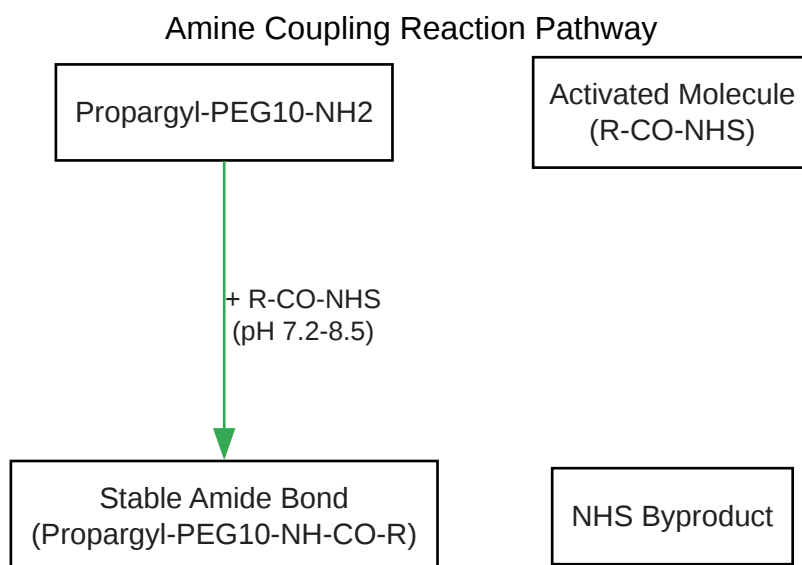 Amine Coupling Reaction Pathway
Propargyl-PEG10-NH2
Activated Molecule
(R-CO-NHS)
+ R-CO-NHS
(pH 7.2-8.5)
Stable Amide Bond
(Propargyl-PEG10-NH-CO-R)
NHS Byproduct